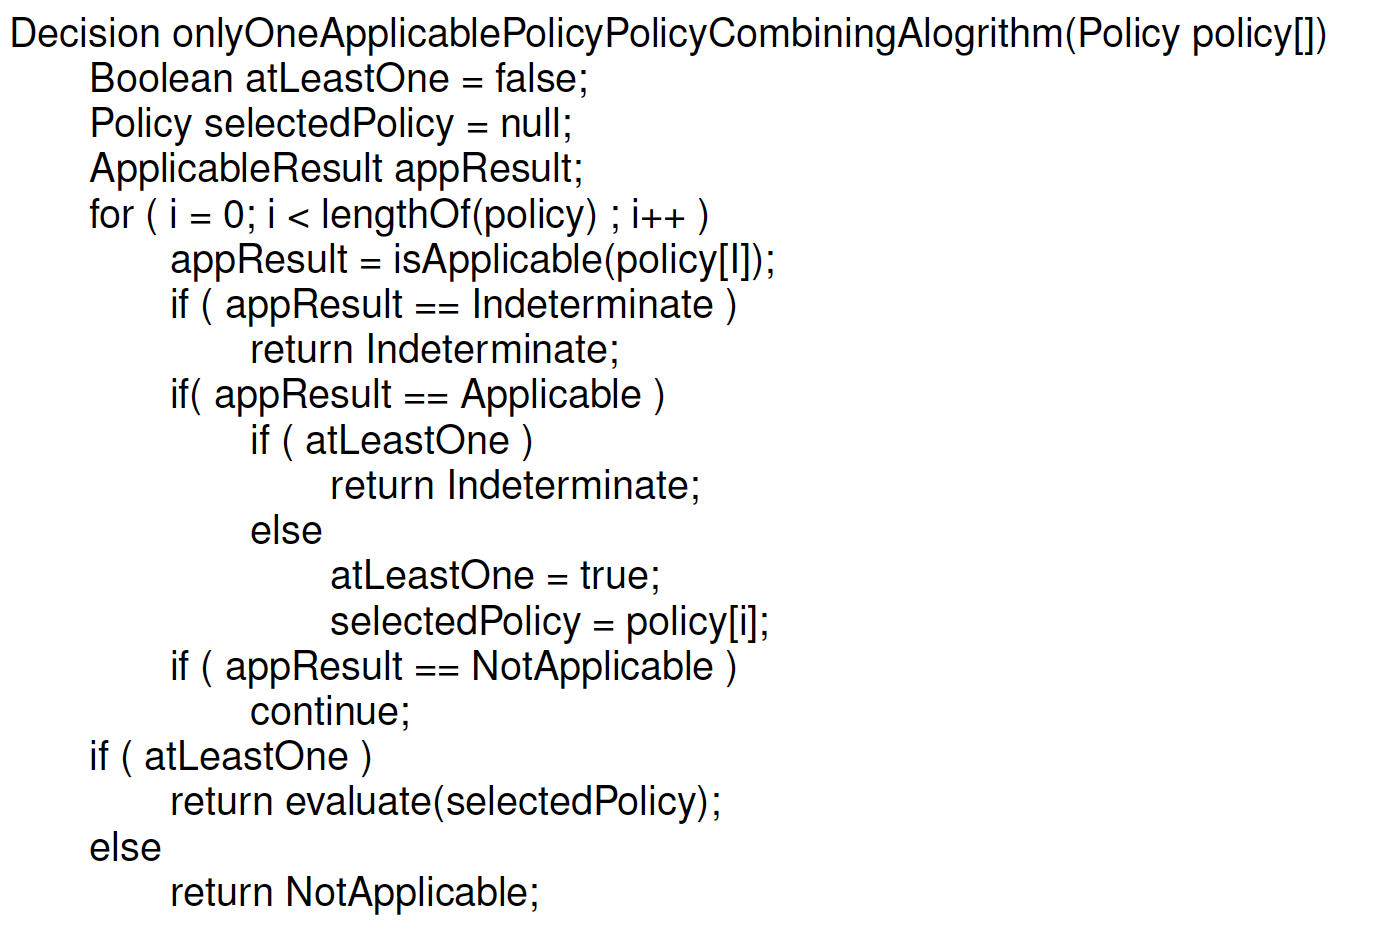 Decision onlyOneApplicablePolicyPolicyCombiningAlogrithm(Policy policy[])
Boolean atLeastOne = false;
Policy selectedPolicy = null;
ApplicableResult appResult;
for ( i = 0; i < lengthOf(policy) ; i++ )
appResult = isApplicable(policy[I]);
if ( appResult == Indeterminate )
return Indeterminate;
if( appResult == Applicable )
if ( atLeastOne )
return Indeterminate;
else
atLeastOne = true;
selectedPolicy = policy[i];
if ( appResult == NotApplicable )
continue;
if ( atLeastOne )
return evaluate(selectedPolicy);
else
return NotApplicable;